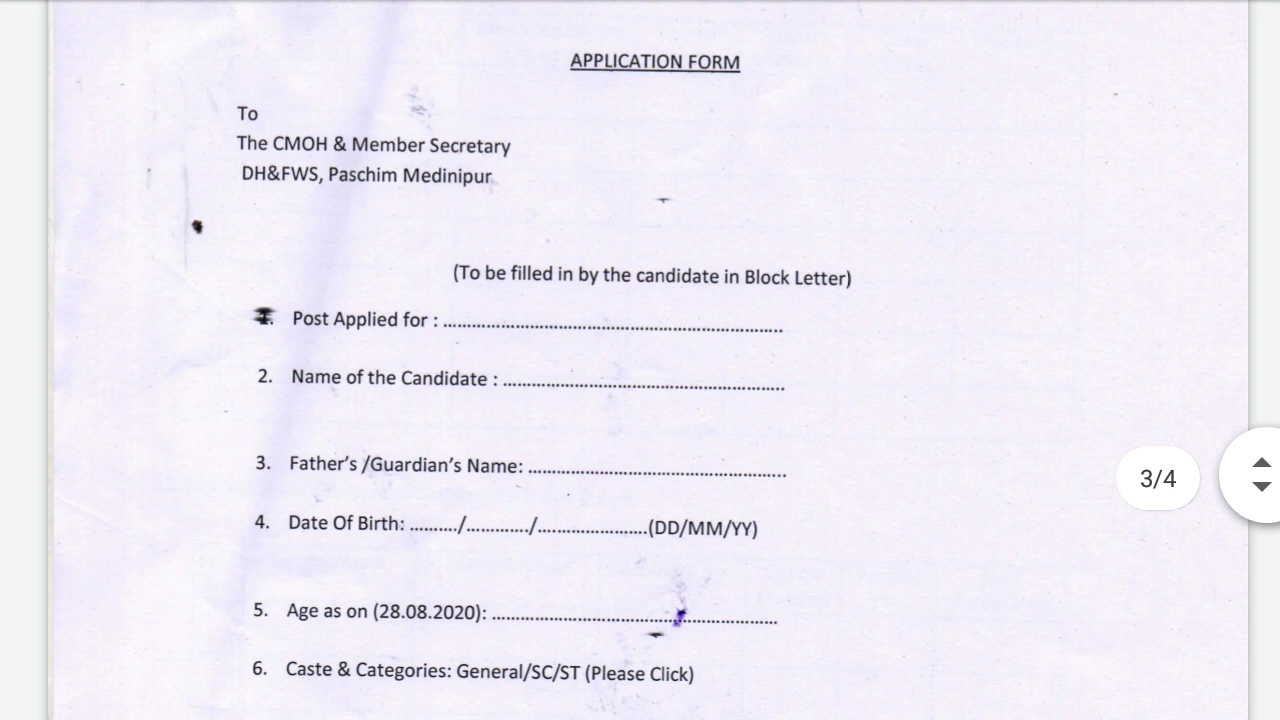 APPLICATION FORM
To
The CMOH & Member Secretary
DH&FWS, Paschim Medinipur
(To be filled in by the candidate in Block Letter)
1. Post Applied for : ............................................................
2. Name of the Candidate : ............................................................
3. Father's /Guardian's Name: ............................................................
4. Date Of Birth: ........../............./.......................(DD/MM/YY)
3/4
5. Age as on (28.08.2020): ............................................................
6. Caste & Categories: General/SC/ST (Please Click)